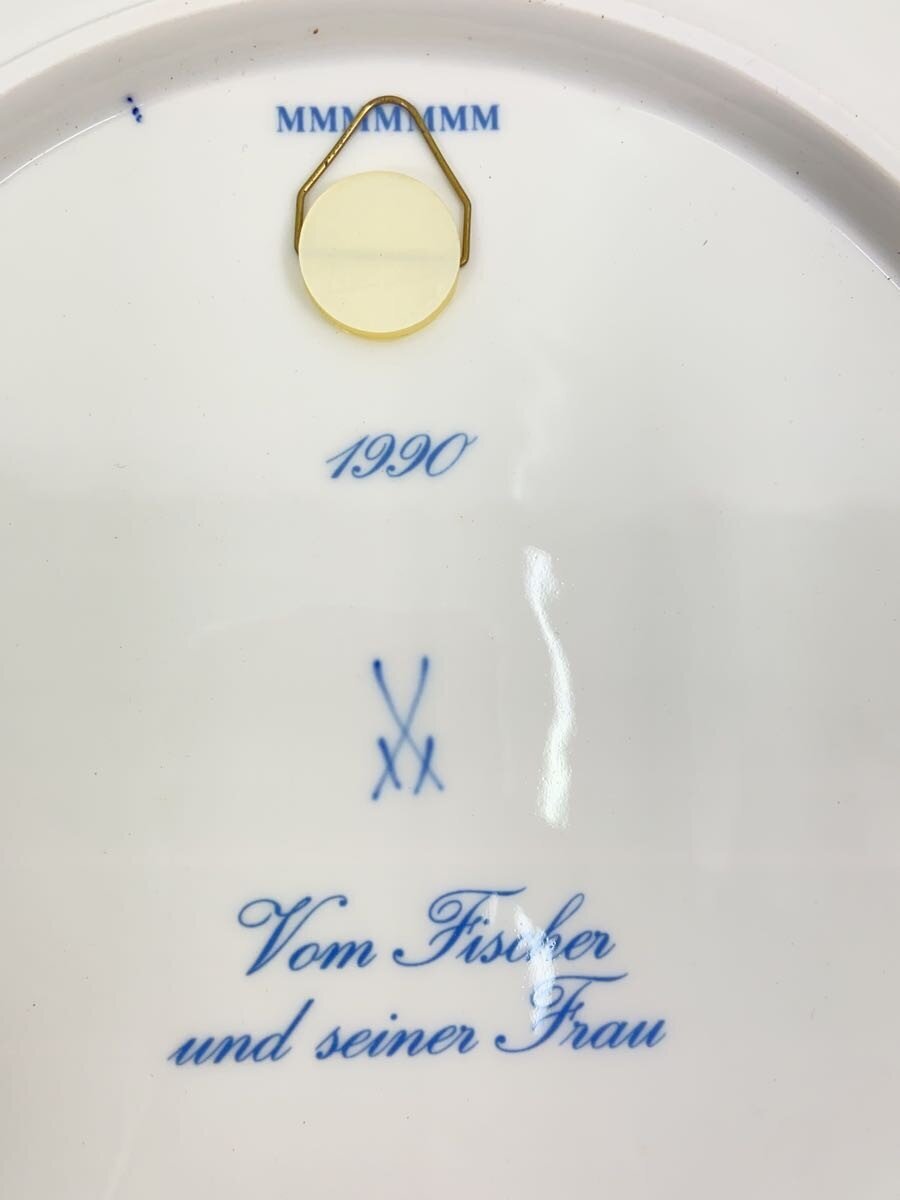 MMMMMMM
1990
Vom Fischer
und seiner Frau